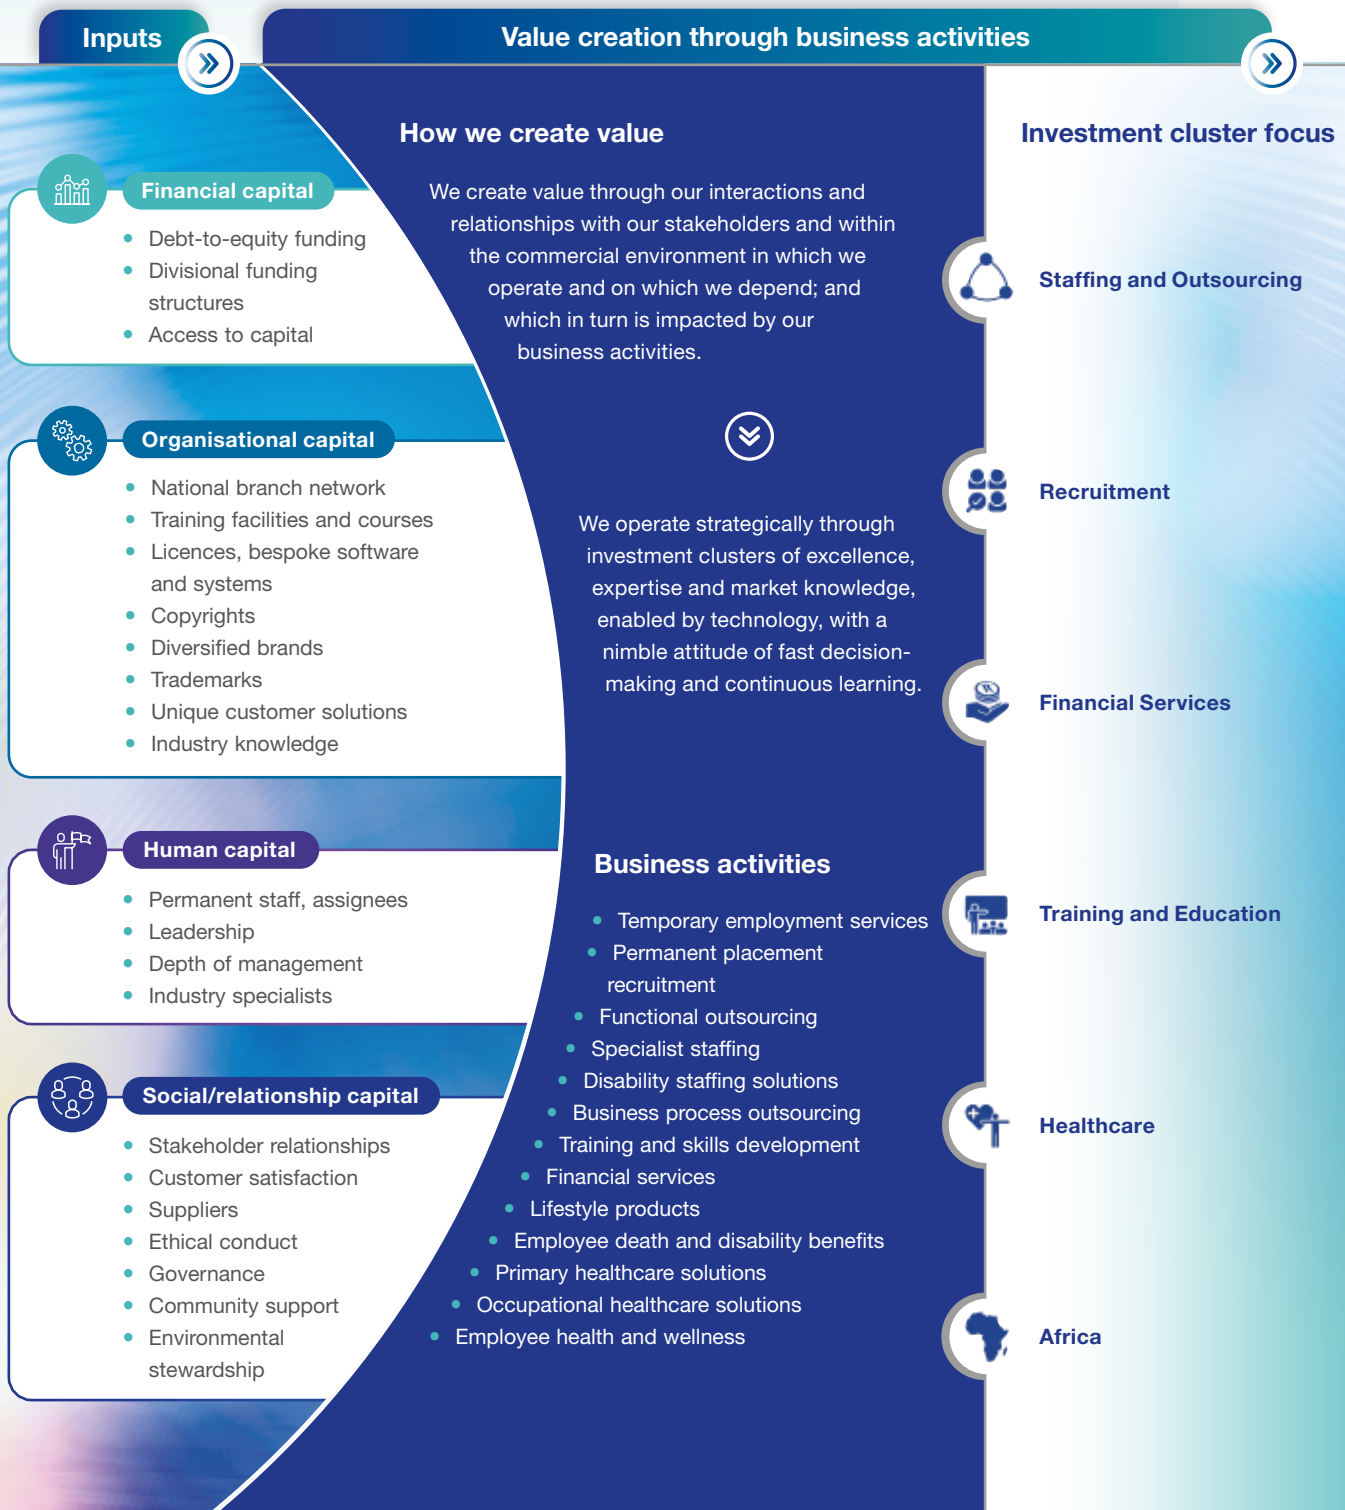 Inputs
Value creation through business activities
Financial capital
Debt-to-equity funding
Divisional funding
structures
Access to capital
Organisational capital
National branch network
Training facilities and courses
Licences, bespoke software
and systems
Copyrights
Diversified brands
Trademarks
Unique customer solutions
Industry knowledge
Human capital
Permanent staff, assignees
Leadership
Depth of management
Industry specialists
Social/relationship capital
Stakeholder relationships
Customer satisfaction
Suppliers
Ethical conduct
Governance
Community support
Environmental
stewardship
How we create value
We create value through our interactions and
relationships with our stakeholders and within
the commercial environment in which we
operate and on which we depend; and
which in turn is impacted by our
business activities.
We operate strategically through
investment clusters of excellence,
expertise and market knowledge,
enabled by technology, with a
nimble attitude of fast decision-
making and continuous learning.
Business activities
Temporary employment services
Permanent placement
recruitment
Functional outsourcing
Specialist staffing
Disability staffing solutions
Business process outsourcing
Training and skills development
Financial services
Lifestyle products
Employee death and disability benefits
Primary healthcare solutions
Occupational healthcare solutions
Employee health and wellness
Investment cluster focus
Staffing and Outsourcing
Recruitment
Financial Services
Training and Education
Healthcare
Africa